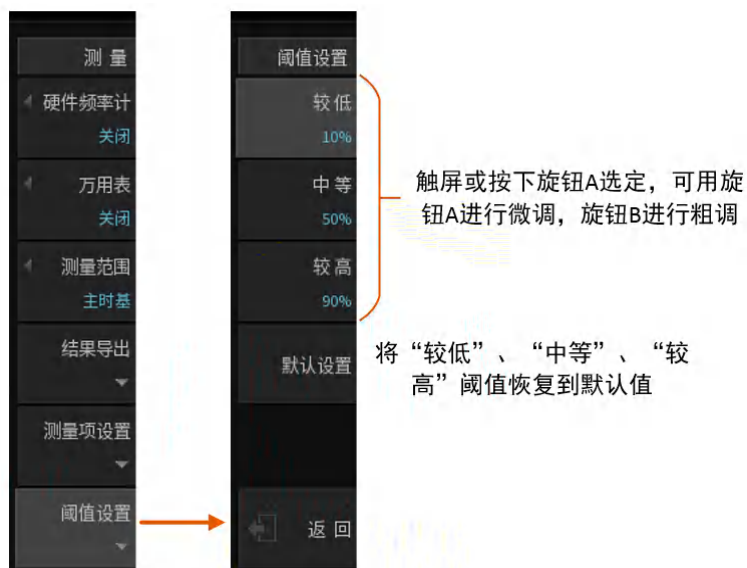 测 量
硬件频率计
关闭
万用表
关闭
测量范围
主时基
结果导出
测量项设置
阈值设置
阈值设置
较 低
10%
中 等
50%
较 高
90%
默认设置
返 回
触屏或按下旋钮A选定，可用旋
钮A进行微调，旋钮B进行粗调
将“较低”、“中等”、“较
高”阈值恢复到默认值